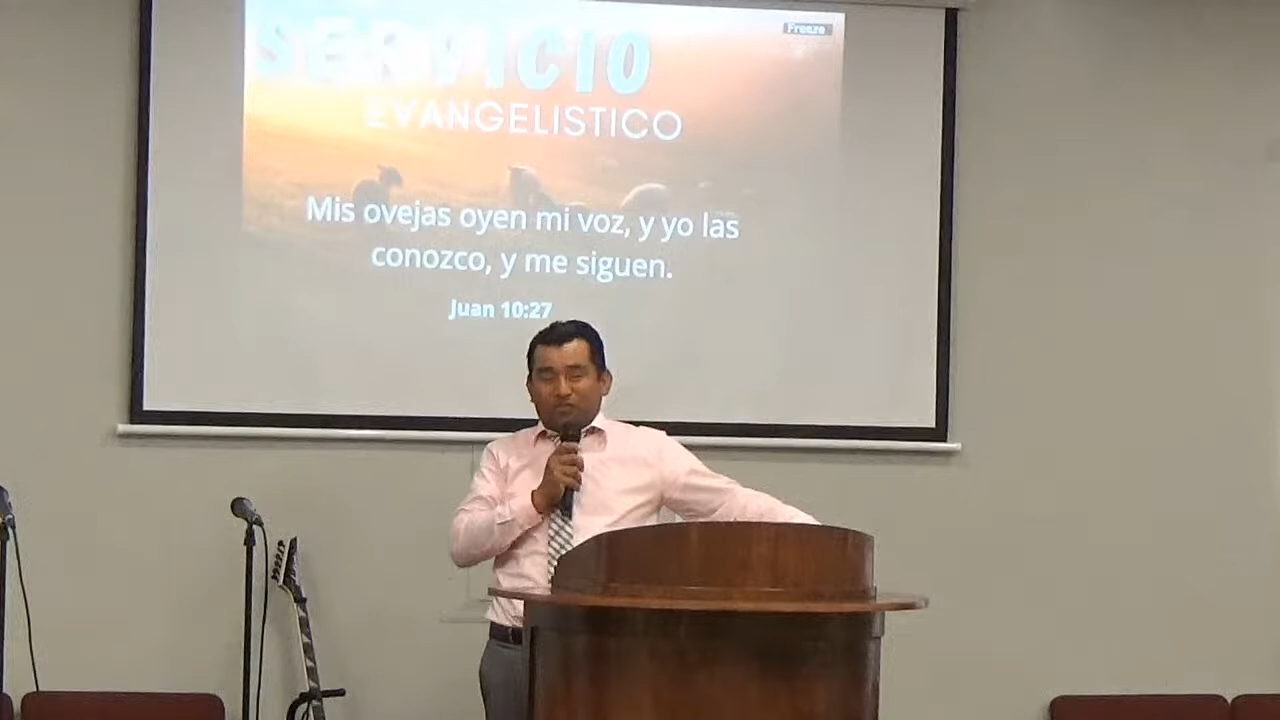 SERVICIO
Freeze
EVANGELISTICO
Mis ovejas oyen mi voz, y yo las
conozco, y me siguen.
Juan 10:27